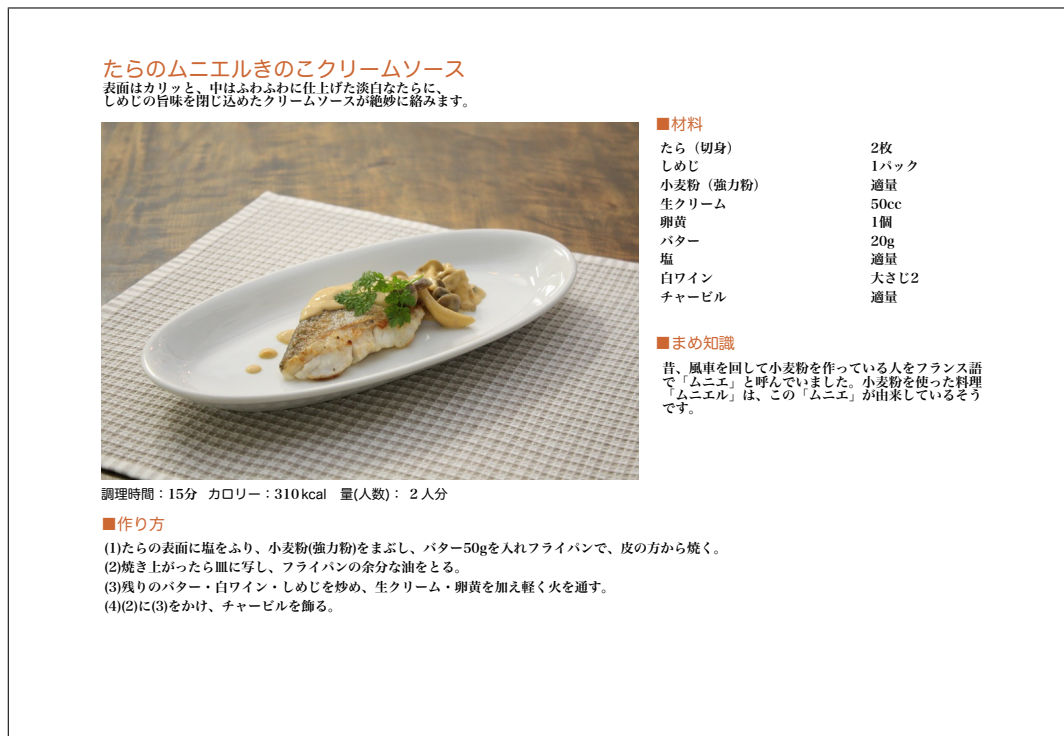 たらのムニエルきのこクリームソース
表面はカリッと、中はふわふわに仕上げた淡白なたらに、
しめじの旨味を閉じ込めたクリームソースが絶妙に絡みます。
■材料
たら（切身） 2枚
しめじ 1パック
小麦粉（強力粉） 適量
生クリーム 50cc
卵黄 1個
バター 20g
塩 適量
白ワイン 大さじ2
チャービル 適量
■まめ知識
昔、風車を回して小麦粉を作っている人をフランス語
で「ムニエ」と呼んでいました。小麦粉を使った料理
「ムニエル」は、この「ムニエ」が由来しているそう
です。
調理時間：15分 カロリー：310kcal 量(人数)： 2人分
■作り方
(1)たらの表面に塩をふり、小麦粉(強力粉)をまぶし、バター50gを入れフライパンで、皮の方から焼く。
(2)焼き上がったら皿に写し、フライパンの余分な油をとる。
(3)残りのバター・白ワイン・しめじを炒め、生クリーム・卵黄を加え軽く火を通す。
(4)(2)に(3)をかけ、チャービルを飾る。